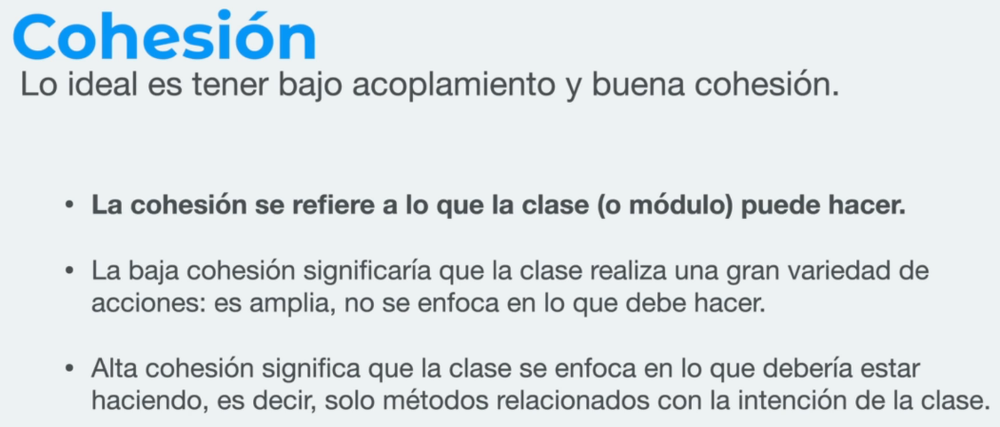 Cohesión
Lo ideal es tener bajo acoplamiento y buena cohesión.
• La cohesión se refiere a lo que la clase (o módulo) puede hacer.
• La baja cohesión significaría que la clase realiza una gran variedad de
acciones: es amplia, no se enfoca en lo que debe hacer.
• Alta cohesión significa que la clase se enfoca en lo que debería estar
haciendo, es decir, solo métodos relacionados con la intención de la clase.